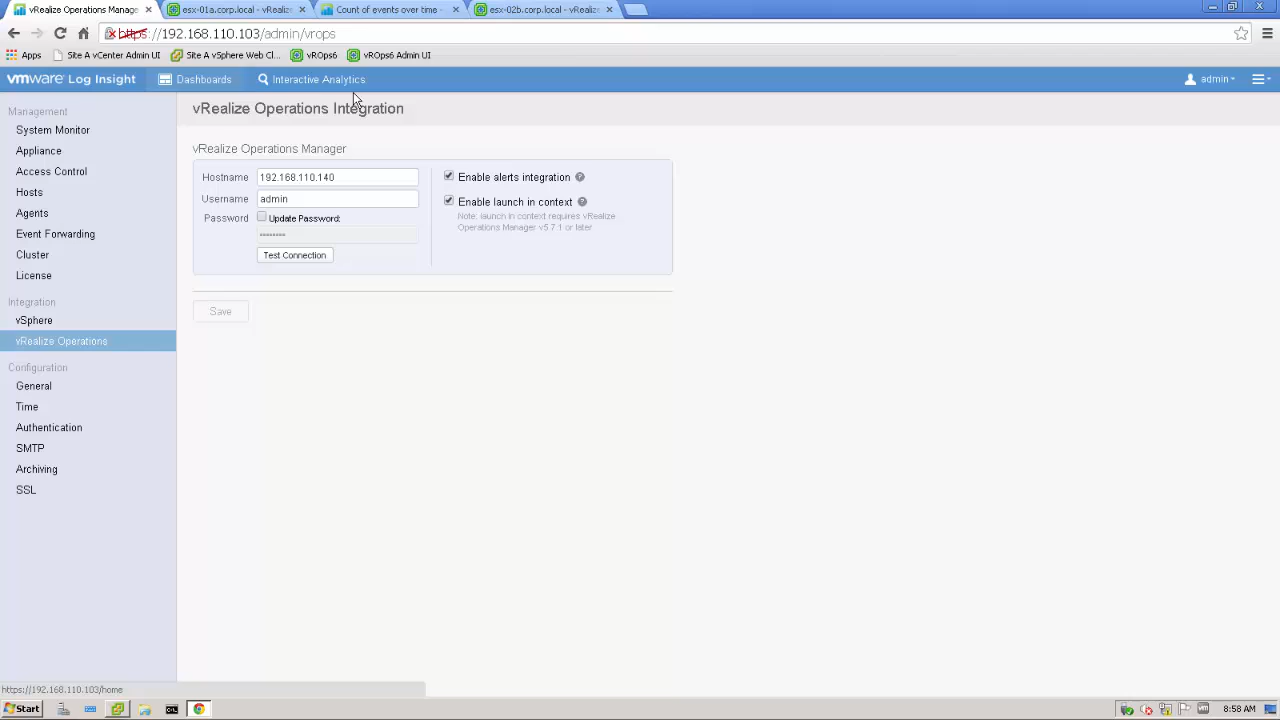 vRealize Operations Manage
esx-01a.corp.local - vRealize
Count of events over time -
esx-02b.corp.local - vRealize
https://192.168.110.103/admin/vrops
Apps
Site A vCenter Admin UI
Site A vSphere Web Cl...
vROps6
vROps6 Admin UI
vmware Log Insight
Dashboards
Interactive Analytics
admin
Management
System Monitor
Appliance
Access Control
Hosts
Agents
Event Forwarding
Cluster
License
Integration
vSphere
vRealize Operations
Configuration
General
Time
Authentication
SMTP
Archiving
SSL
vRealize Operations Integration
vRealize Operations Manager
Hostname 192.168.110.140
Username admin
Password Update Password:
••••••••
Test Connection
Enable alerts integration ?
Enable launch in context ?
Note: launch in context requires vRealize
Operations Manager v5.7.1 or later
Save
https://192.168.110.103/home
Start
8:58 AM